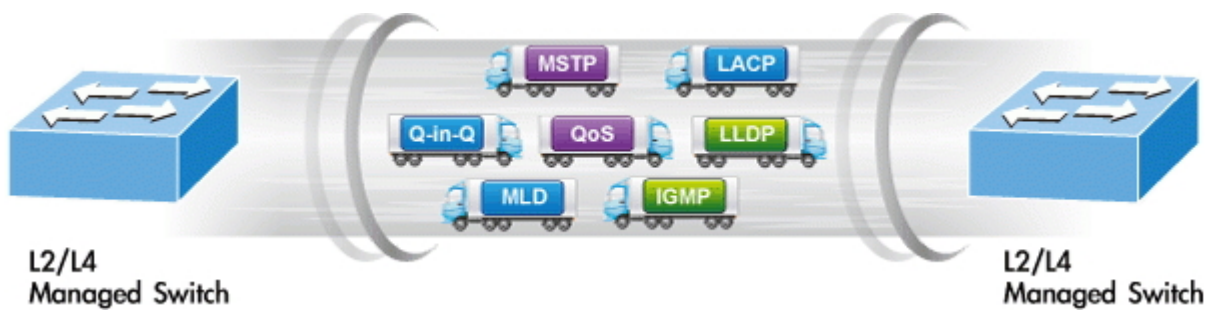 MSTP
LACP
Q-in-Q
QoS
LLDP
MLD
IGMP
L2/L4
Managed Switch
L2/L4
Managed Switch